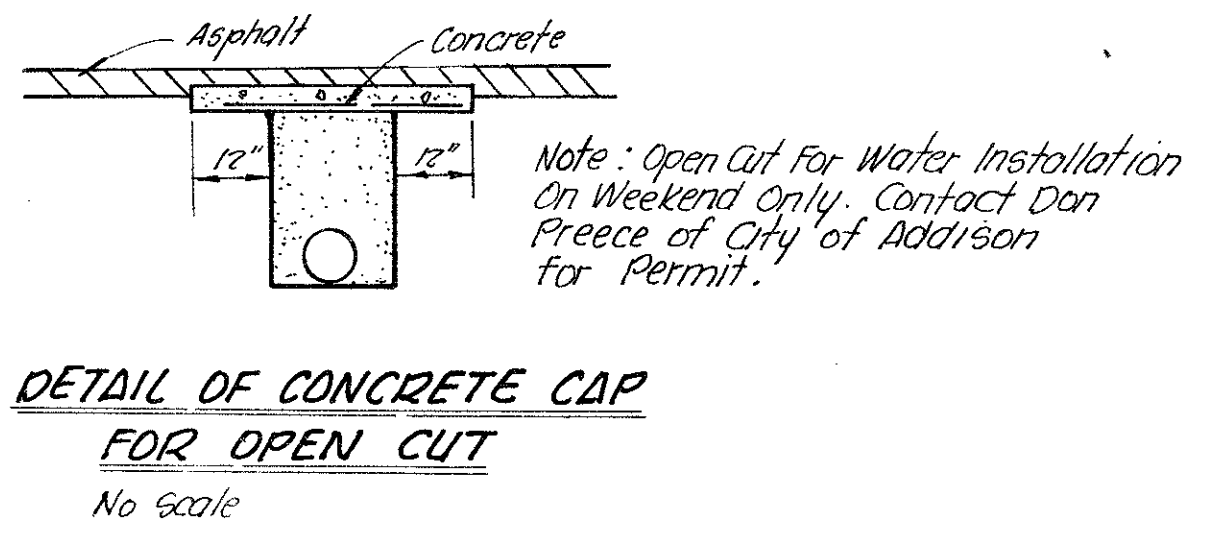 Asphalt
Concrete
12"
12"
Note: Open Cut For Water Installation
On Weekend Only. Contact Don
Preece of City of Addison
for Permit.
DETAIL OF CONCRETE CAP
FOR OPEN CUT
No Scale